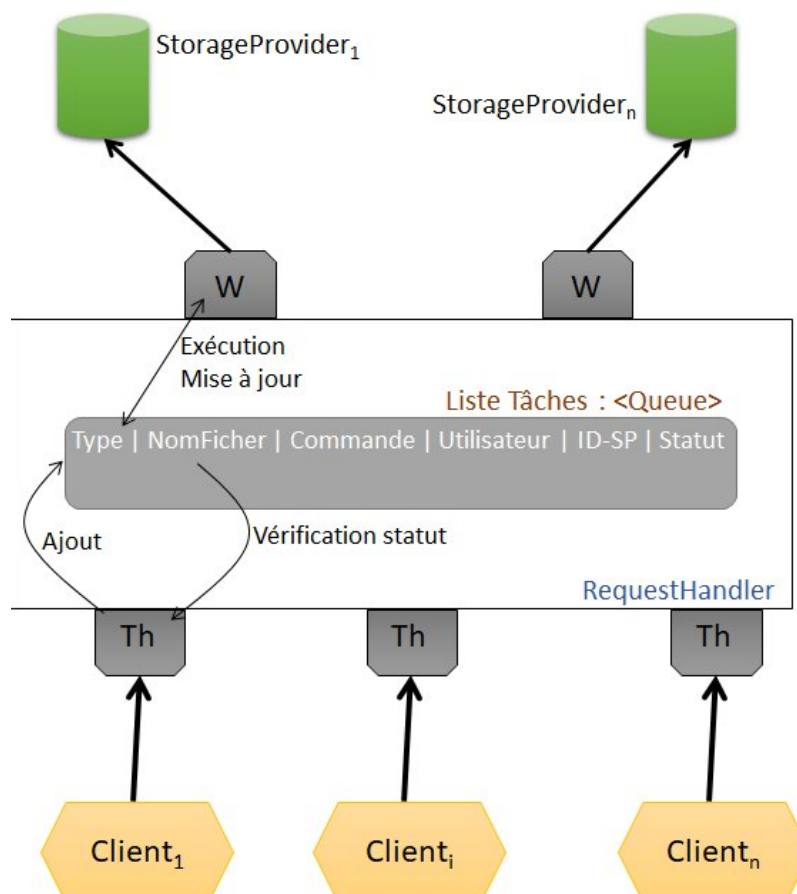 StorageProvider1
StorageProvidern
W
W
Exécution
Mise à jour
Liste Tâches : <Queue>
Type | NomFicher | Commande | Utilisateur | ID-SP | Statut
Ajout
Vérification statut
RequestHandler
Th
Th
Th
Client1
Clienti
Clientn